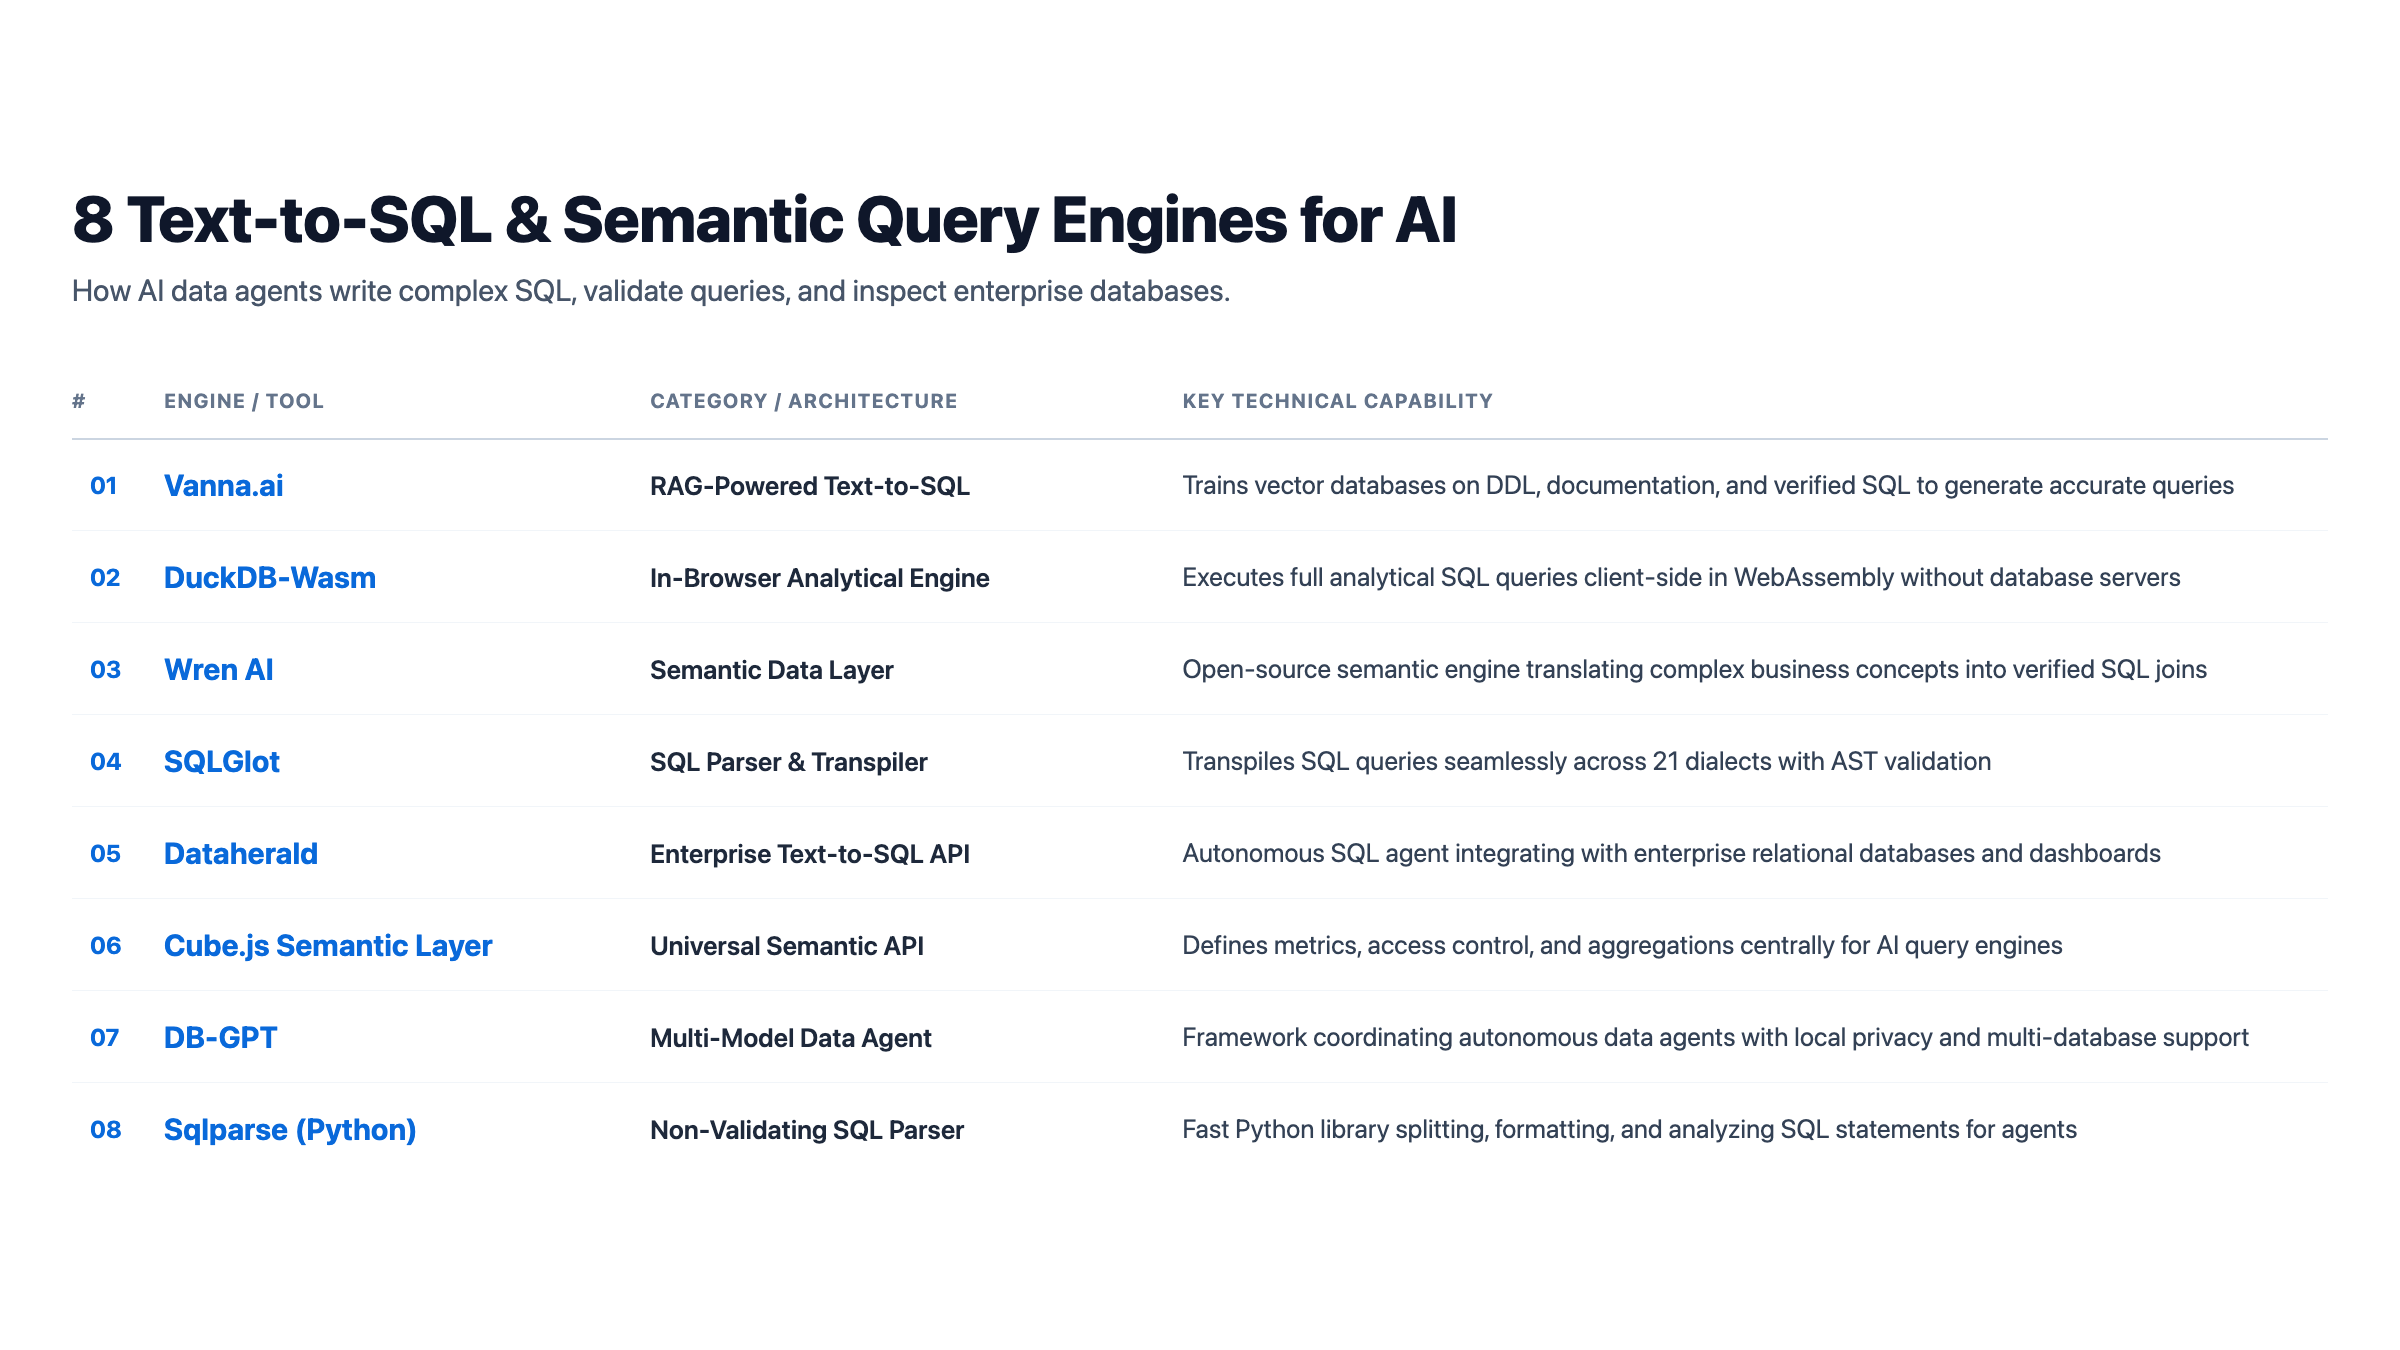 8 Text-to-SQL & Semantic Query Engines for AI
How AI data agents write complex SQL, validate queries, and inspect enterprise databases.
# ENGINE / TOOL CATEGORY / ARCHITECTURE KEY TECHNICAL CAPABILITY
01 Vanna.ai RAG-Powered Text-to-SQL Trains vector databases on DDL, documentation, and verified SQL to generate accurate queries
02 DuckDB-Wasm In-Browser Analytical Engine Executes full analytical SQL queries client-side in WebAssembly without database servers
03 Wren AI Semantic Data Layer Open-source semantic engine translating complex business concepts into verified SQL joins
04 SQLGlot SQL Parser & Transpiler Transpiles SQL queries seamlessly across 21 dialects with AST validation
05 Dataherald Enterprise Text-to-SQL API Autonomous SQL agent integrating with enterprise relational databases and dashboards
06 Cube.js Semantic Layer Universal Semantic API Defines metrics, access control, and aggregations centrally for AI query engines
07 DB-GPT Multi-Model Data Agent Framework coordinating autonomous data agents with local privacy and multi-database support
08 Sqlparse (Python) Non-Validating SQL Parser Fast Python library splitting, formatting, and analyzing SQL statements for agents